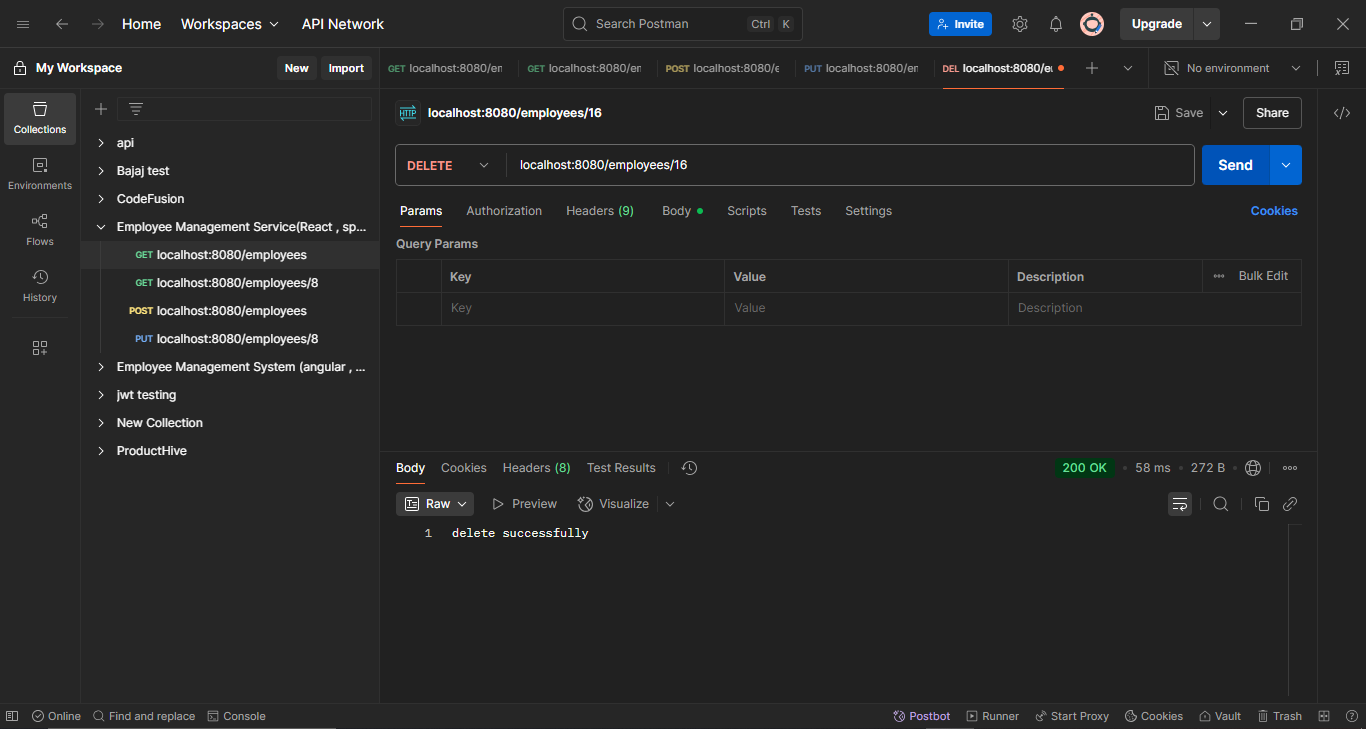 Home Workspaces API Network Search Postman Ctrl K Invite Upgrade
My Workspace New Import GET localhost:8080/en GET localhost:8080/en POST localhost:8080/e PUT localhost:8080/en DEL localhost:8080/e No environment
Collections
Environments
Flows
History
api
Bajaj test
CodeFusion
Employee Management Service(React , sp...
GET localhost:8080/employees
GET localhost:8080/employees/8
POST localhost:8080/employees
PUT localhost:8080/employees/8
Employee Management System (angular , ...
jwt testing
New Collection
ProductHive
HTTP localhost:8080/employees/16 Save Share
DELETE localhost:8080/employees/16 Send
Params Authorization Headers (9) Body Scripts Tests Settings Cookies
Query Params
Key Value Description Bulk Edit
Key Value Description
Body Cookies Headers (8) Test Results 200 OK 58 ms 272 B
Raw Preview Visualize
1 delete successfully
Online Find and replace Console Postbot Runner Start Proxy Cookies Vault Trash